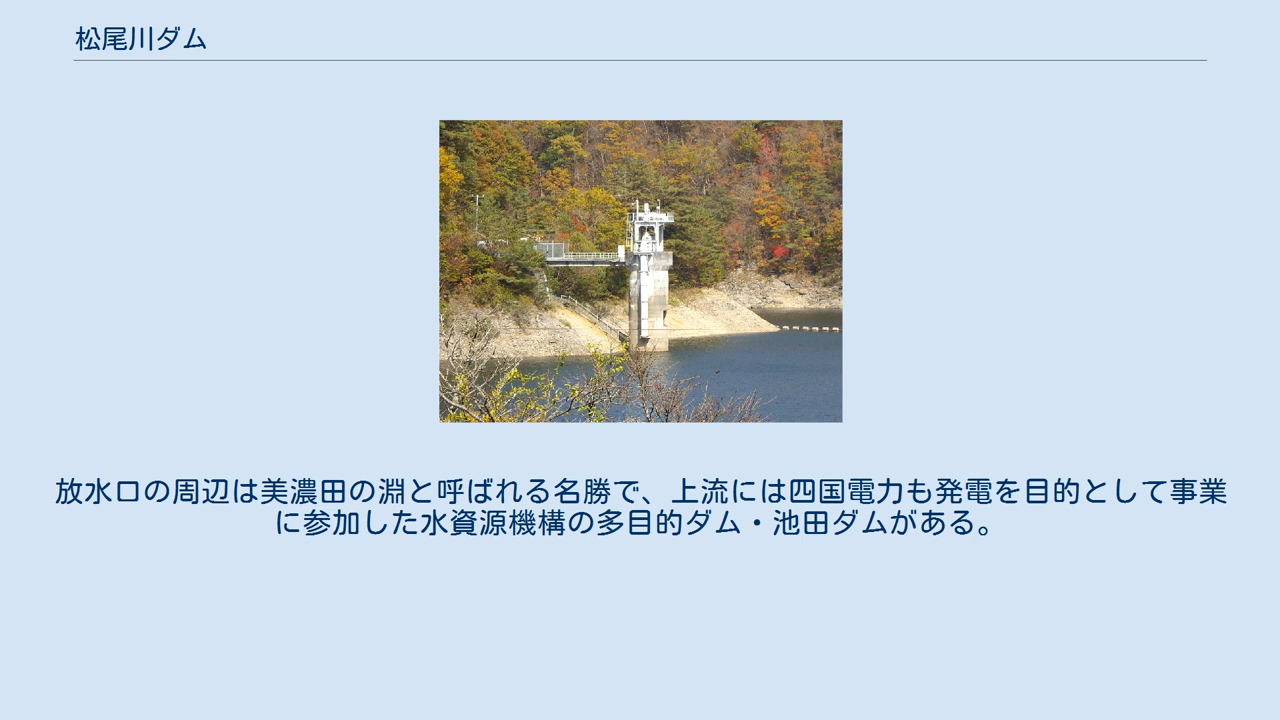 松尾川ダム
放水口の周辺は美濃田の淵と呼ばれる名勝で、上流には四国電力も発電を目的として事業
に参加した水資源機構の多目的ダム・池田ダムがある。